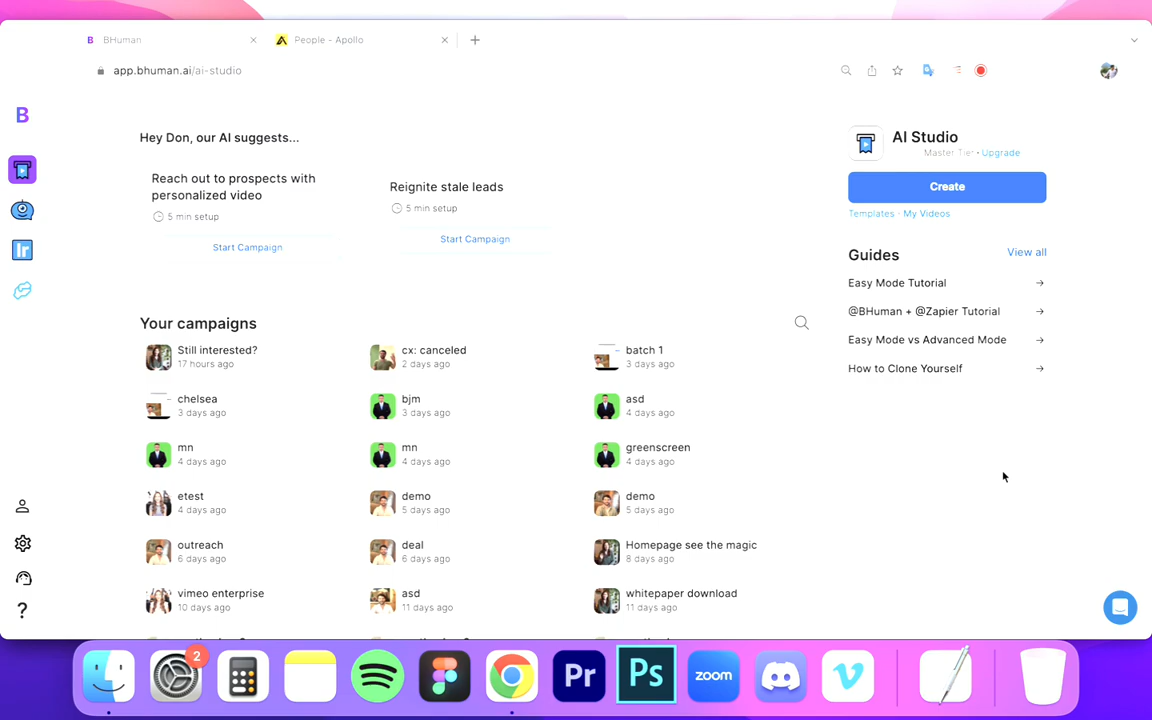 BHuman
People - Apollo
app.bhuman.ai/ai-studio
B
Hey Don, our AI suggests...
Reach out to prospects with
personalized video
5 min setup
Start Campaign
Reignite stale leads
5 min setup
Start Campaign
AI Studio
Master Tier • Upgrade
Create
Templates · My Videos
Guides
View all
Easy Mode Tutorial
@BHuman + @Zapier Tutorial
Easy Mode vs Advanced Mode
How to Clone Yourself
Ir
Your campaigns
Still interested?
17 hours ago
cx: canceled
2 days ago
batch 1
3 days ago
chelsea
3 days ago
bjm
3 days ago
asd
4 days ago
mn
4 days ago
mn
4 days ago
greenscreen
4 days ago
etest
4 days ago
demo
5 days ago
demo
5 days ago
outreach
6 days ago
deal
6 days ago
Homepage see the magic
8 days ago
vimeo enterprise
10 days ago
asd
11 days ago
whitepaper download
11 days ago
?
2
Pr
Ps
zoom